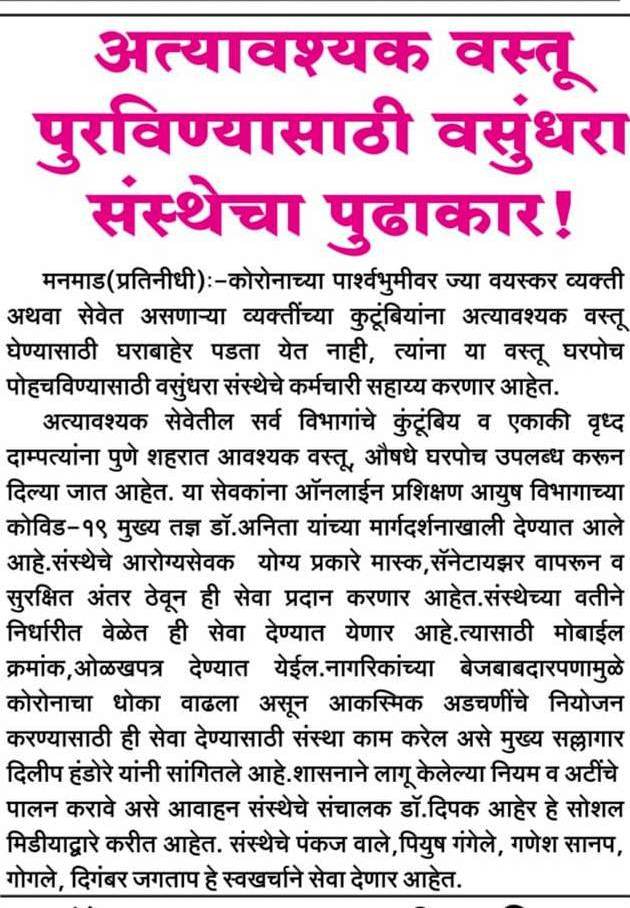 अत्यावश्यक वस्तू
पुरविण्यासाठी वसुंधरा
संस्थेचा पुढाकार!
मनमाड(प्रतिनीधी):-कोरोनाच्या पार्श्वभुमीवर ज्या वयस्कर व्यक्ती
अथवा सेवेत असणाऱ्या व्यक्तींच्या कुटूंबियांना अत्यावश्यक वस्तू
घेण्यासाठी घराबाहेर पडता येत नाही, त्यांना या वस्तू घरपोच
पोहचविण्यासाठी वसुंधरा संस्थेचे कर्मचारी सहाय्य करणार आहेत.
अत्यावश्यक सेवेतील सर्व विभागांचे कुंटूंबिय व एकाकी वृध्द
दाम्पत्यांना पुणे शहरात आवश्यक वस्तू, औषधे घरपोच उपलब्ध करून
दिल्या जात आहेत. या सेवकांना ऑनलाईन प्रशिक्षण आयुष विभागाच्या
कोविड-१९ मुख्य तज्ञ डॉ.अनिता यांच्या मार्गदर्शनाखाली देण्यात आले
आहे.संस्थेचे आरोग्यसेवक योग्य प्रकारे मास्क,सॅनेटायझर वापरून व
सुरक्षित अंतर ठेवून ही सेवा प्रदान करणार आहेत.संस्थेच्या वतीने
निर्धारीत वेळेत ही सेवा देण्यात येणार आहे.त्यासाठी मोबाईल
क्रमांक,ओळखपत्र देण्यात येईल.नागरिकांच्या बेजबाबदारपणामुळे
कोरोनाचा धोका वाढला असून आकस्मिक अडचणींचे नियोजन
करण्यासाठी ही सेवा देण्यासाठी संस्था काम करेल असे मुख्य सल्लागार
दिलीप हंडोरे यांनी सांगितले आहे.शासनाने लागू केलेल्या नियम व अटींचे
पालन करावे असे आवाहन संस्थेचे संचालक डॉ.दिपक आहेर हे सोशल
मिडीयाद्वारे करीत आहेत. संस्थेचे पंकज वाले,पियुष गंगेले, गणेश सानप,
गोगले, दिगंबर जगताप हे स्वखर्चाने सेवा देणार आहेत.